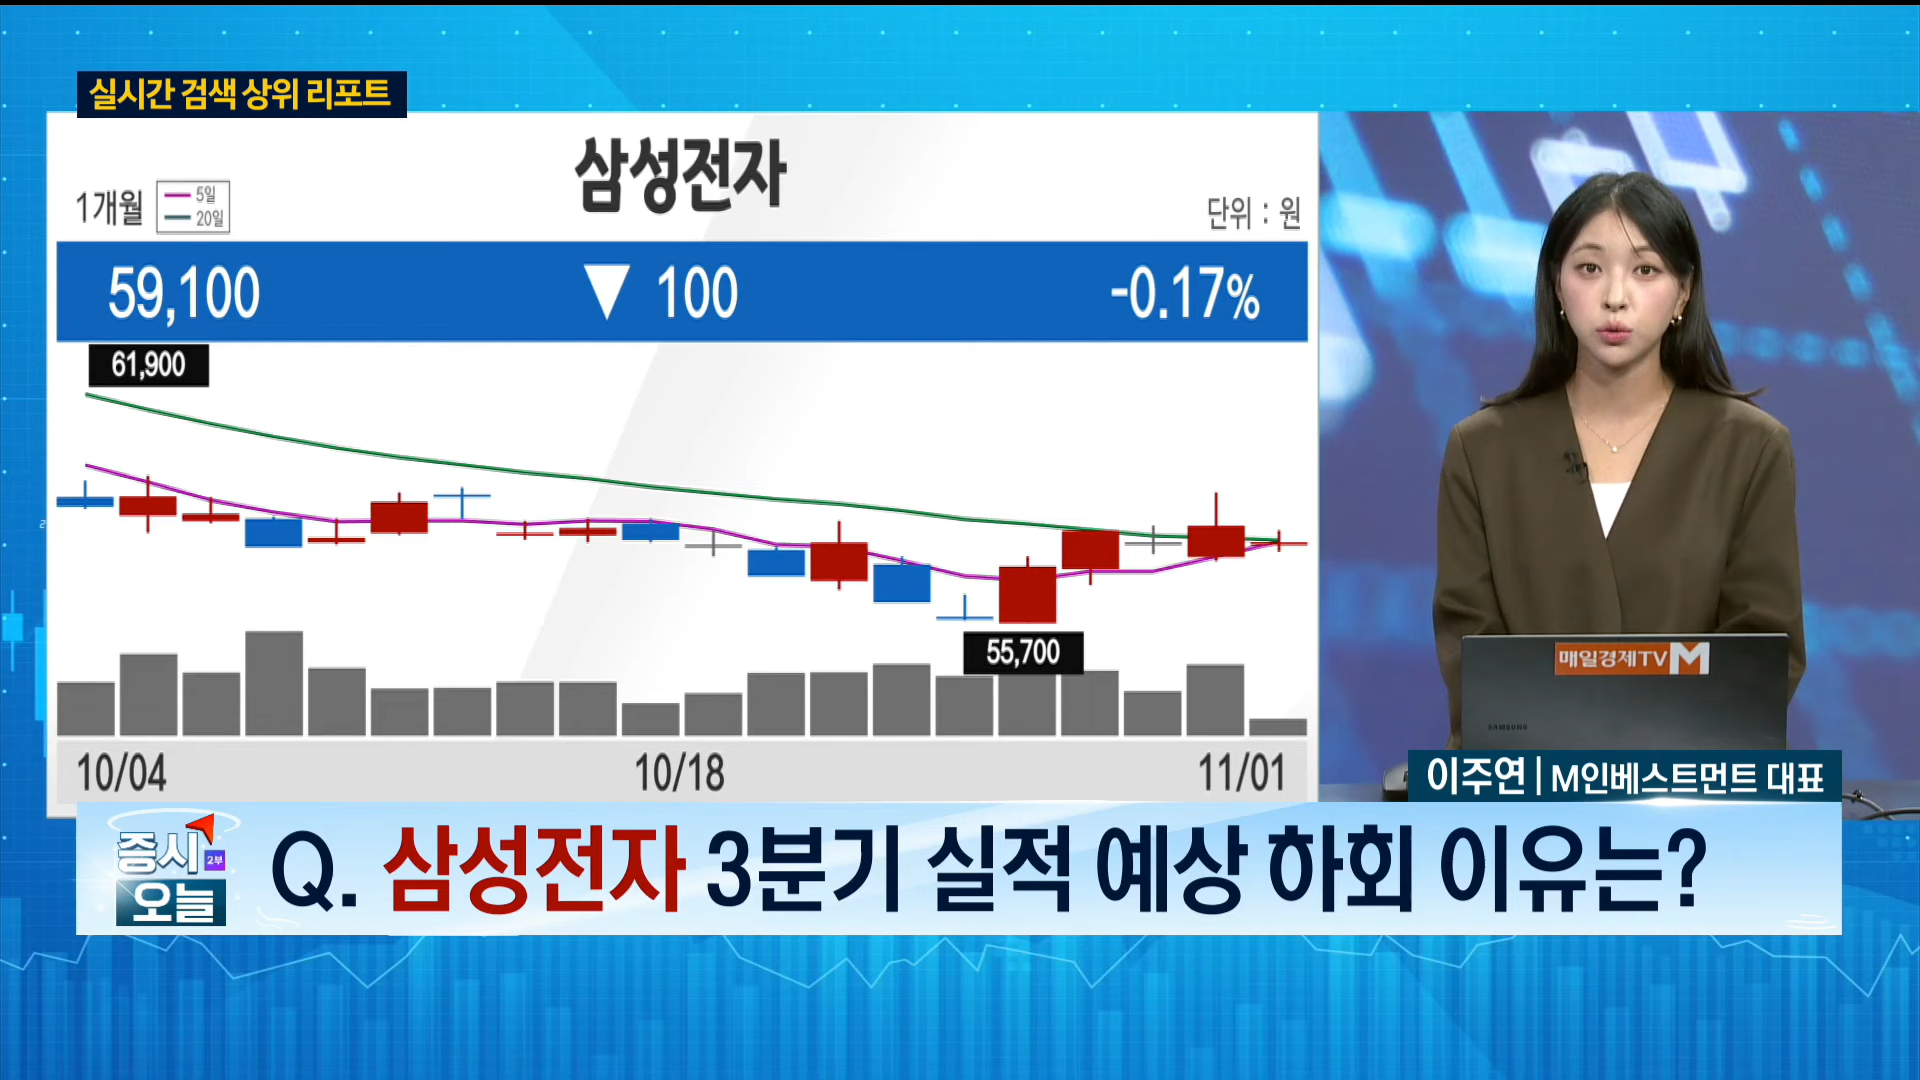 실시간 검색 상위 리포트
삼성전자
1개월
5일
20일
단위 : 원
59,100 ▼ 100 -0.17%
61,900
55,700
10/04 10/18 11/01
매일경제TV M
SAMSUNG
이주연 | M인베스트먼트 대표
증시 2부
오늘
Q. 삼성전자 3분기 실적 예상 하회 이유는?